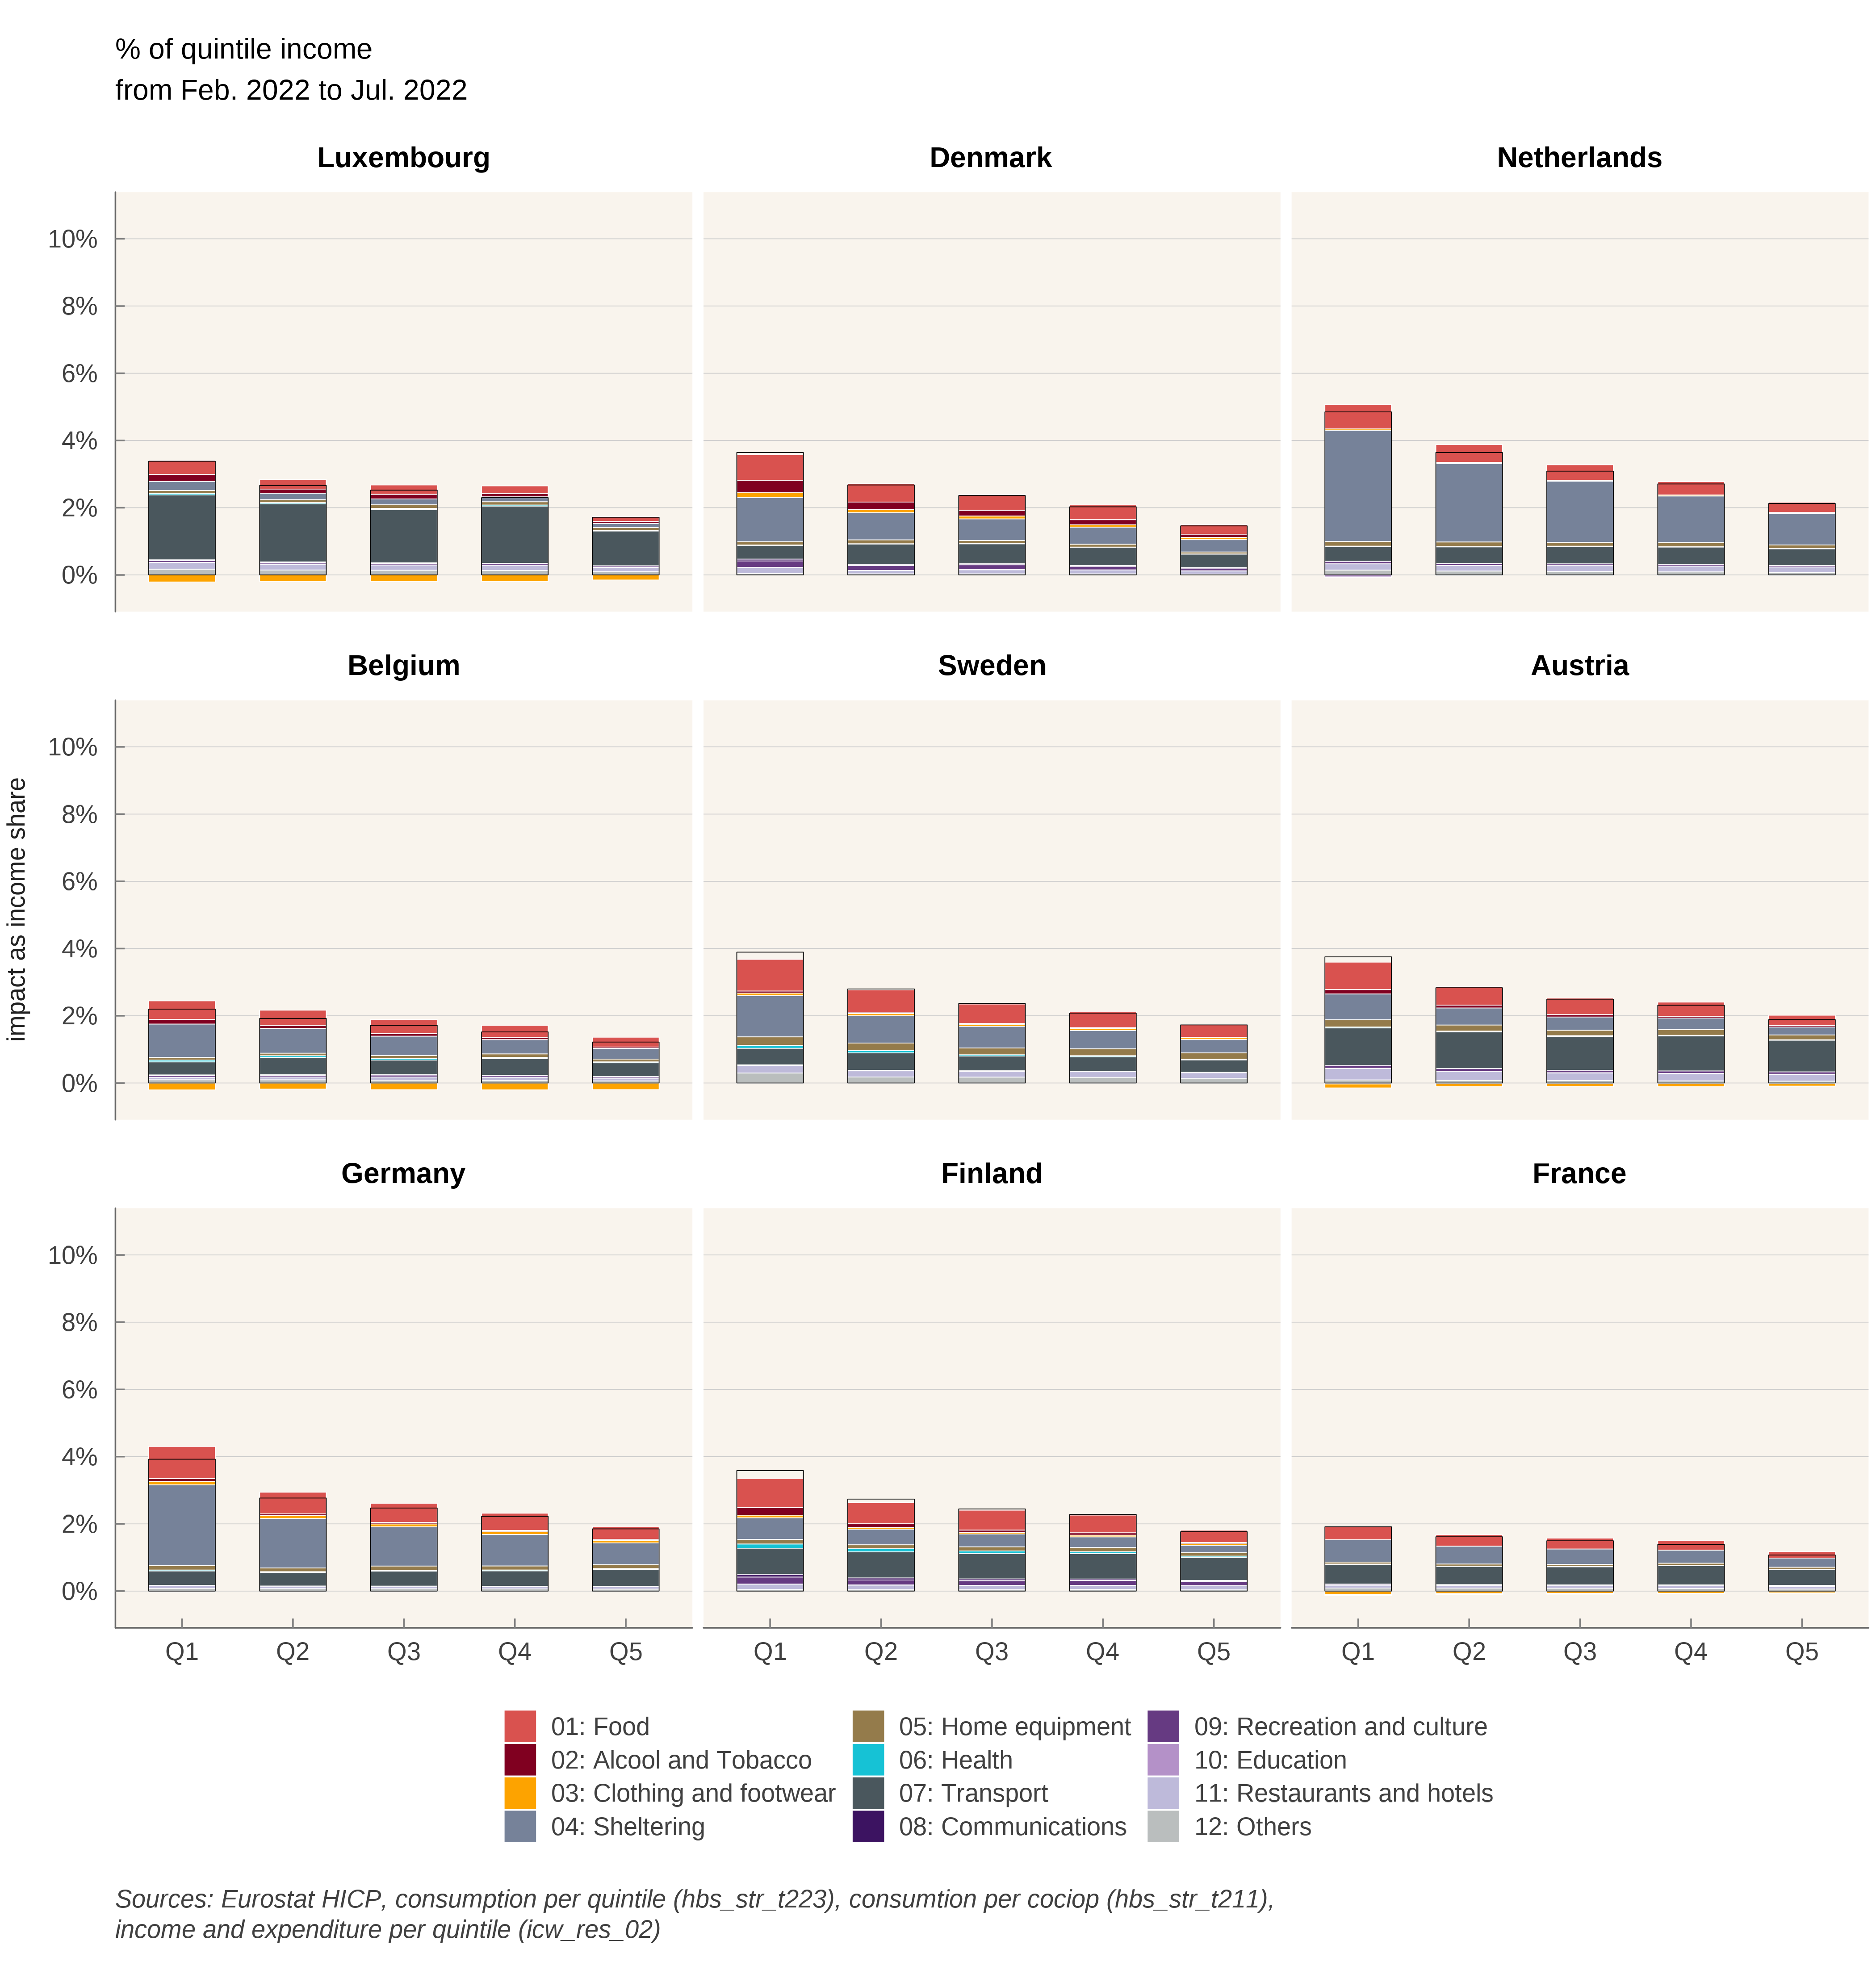 % of quintile income
from Feb. 2022 to Jul. 2022
Luxembourg
Denmark
Netherlands
10%
8%
6%
4%
2%
0%
Belgium
Sweden
Austria
impact as income share
10%
8%
6%
4%
2%
0%
Germany
Finland
France
10%
8%
6%
4%
2%
0%
Q1 Q2 Q3 Q4 Q5
Q1 Q2 Q3 Q4 Q5
Q1 Q2 Q3 Q4 Q5
01: Food
02: Alcool and Tobacco
03: Clothing and footwear
04: Sheltering
05: Home equipment
06: Health
07: Transport
08: Communications
09: Recreation and culture
10: Education
11: Restaurants and hotels
12: Others
Sources: Eurostat HICP, consumption per quintile (hbs_str_t223), consumtion per cociop (hbs_str_t211),
income and expenditure per quintile (icw_res_02)